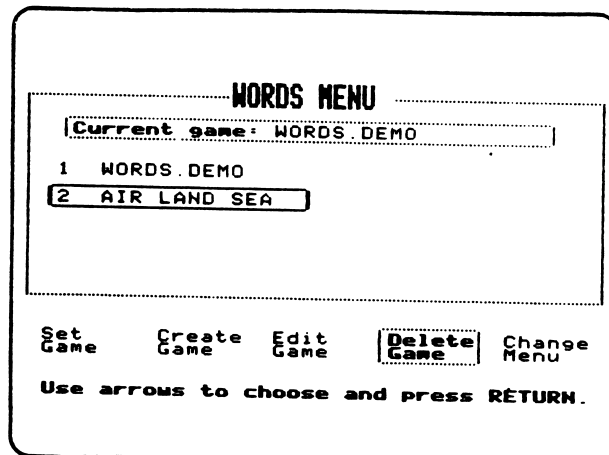 WORDS MENU
Current game: WORDS.DEMO
1 WORDS.DEMO
2 AIR LAND SEA
Set Game
Create Game
Edit Game
Delete Game
Change Menu
Use arrows to choose and press RETURN.